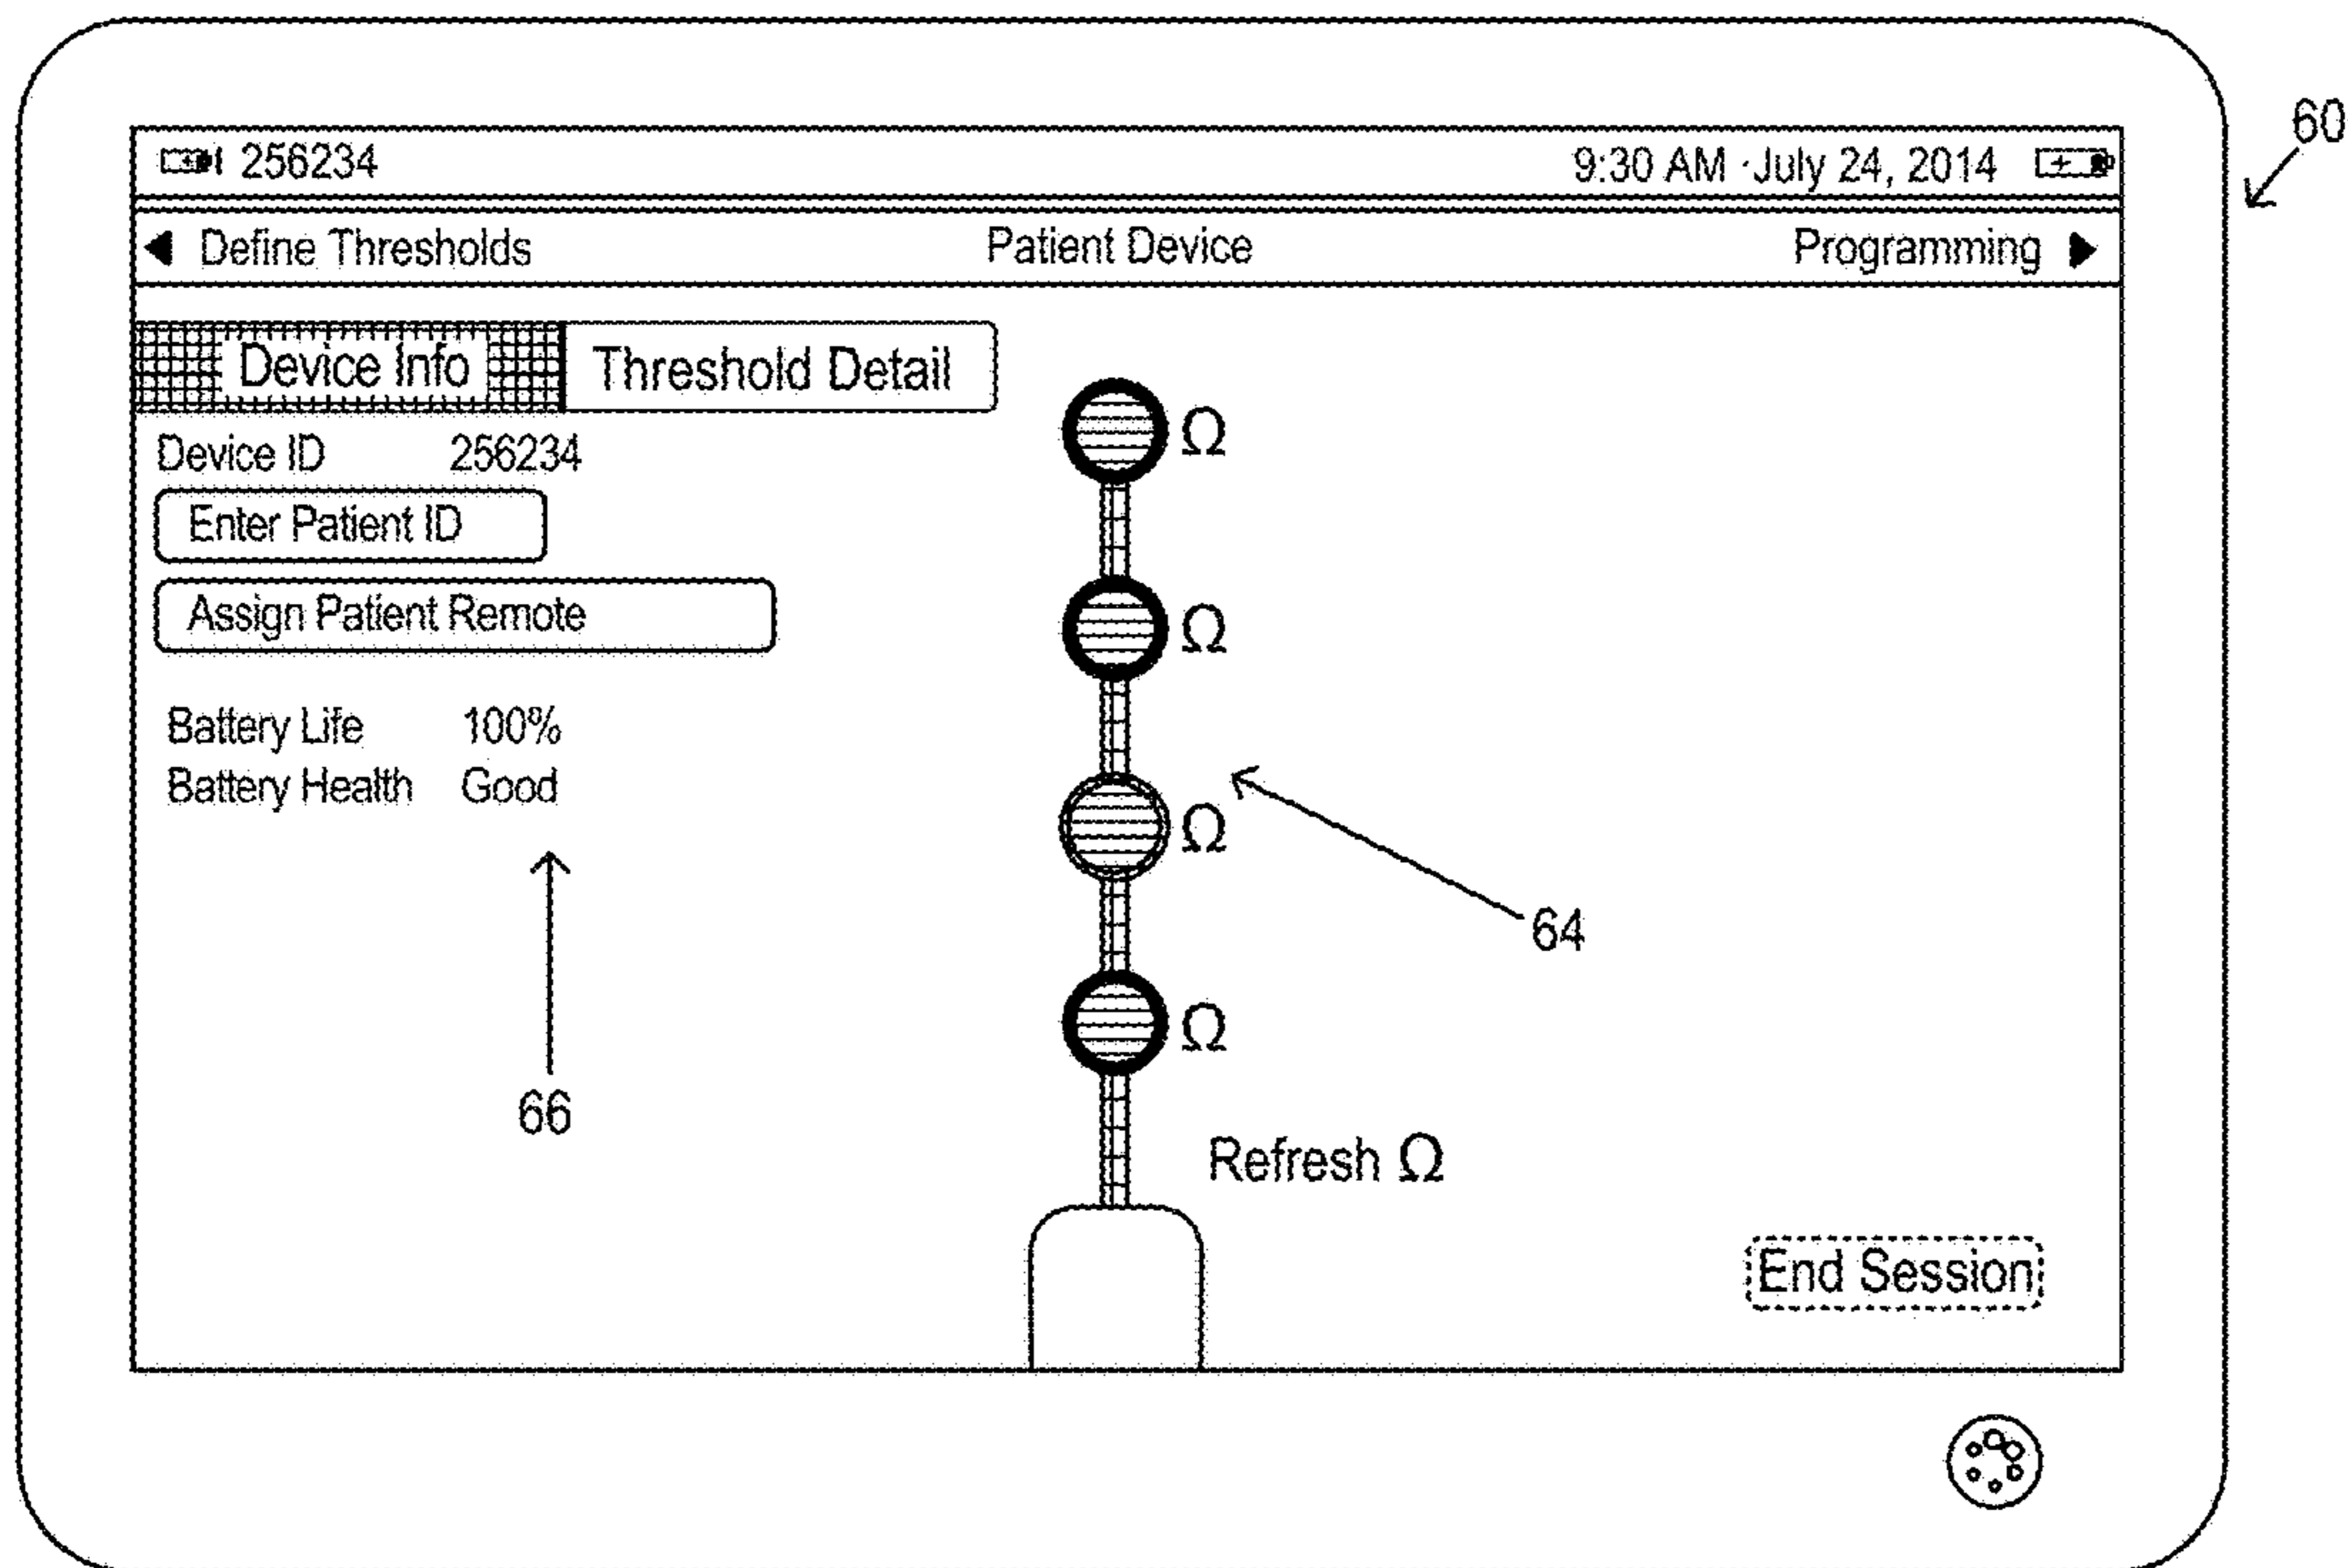 256234 9:30 AM · July 24, 2014
60
◀ Define Thresholds Patient Device Programming ▶
Device Info Threshold Detail
Ω
Device ID 256234
Enter Patient ID
Assign Patient Remote
Ω
Battery Life 100%
Battery Health Good
Ω
64
Ω
66
Refresh Ω
End Session